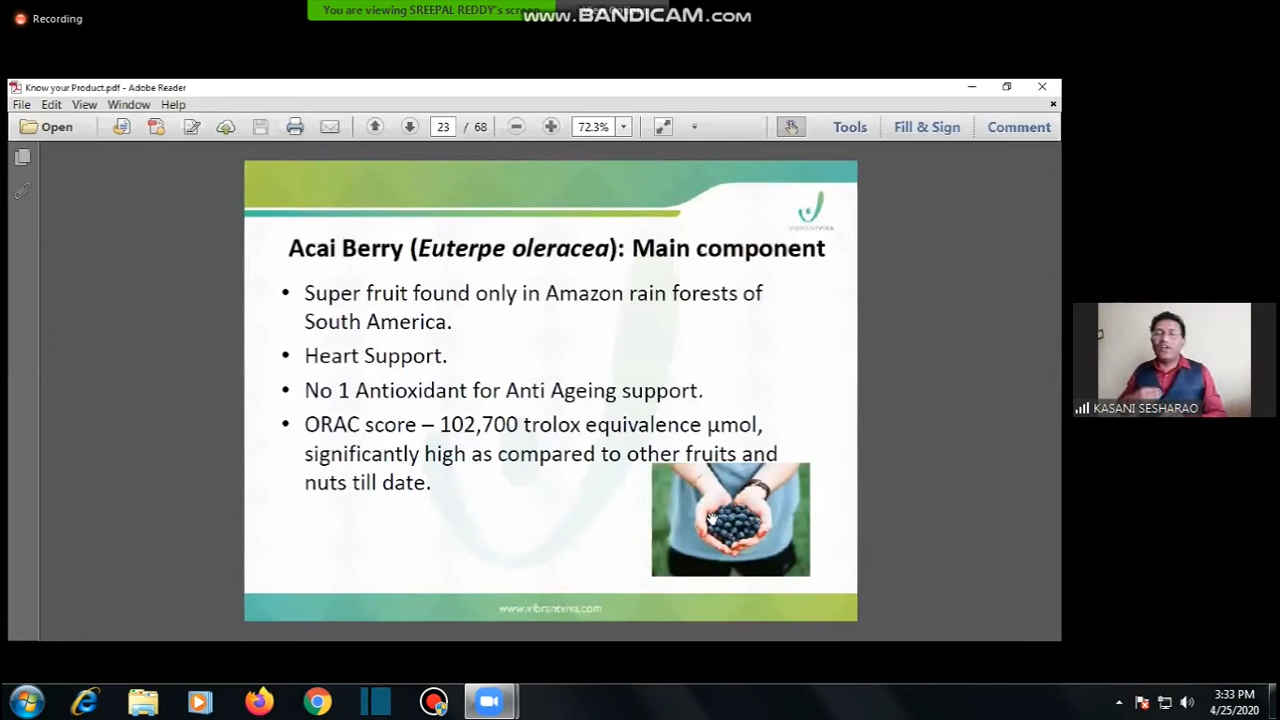 Recording
You are viewing SREEPAL REDDY's screen
www.BANDICAM.com
Know your Product.pdf - Adobe Reader
File Edit View Window Help
Open 23 / 68 72.3% Tools Fill & Sign Comment
VIBRANTVIVA
Acai Berry (Euterpe oleracea): Main component
• Super fruit found only in Amazon rain forests of
South America.
• Heart Support.
• No 1 Antioxidant for Anti Ageing support.
• ORAC score – 102,700 trolox equivalence µmol,
significantly high as compared to other fruits and
nuts till date.
www.vibrantviva.com
KASANI SESHARAO
3:33 PM
4/25/2020